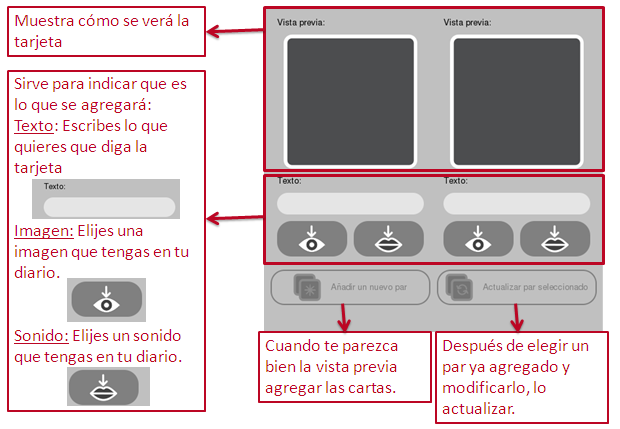 Muestra cómo se verá la
tarjeta
Sirve para indicar que es
lo que se agregará:
Texto: Escribes lo que
quieres que diga la
tarjeta
Texto:
Imagen: Elijes una
imagen que tengas en tu
diario.
Sonido: Elijes un sonido
que tengas en tu diario.
Vista previa:
Vista previa:
Texto:
Texto:
Añadir un nuevo par
Actualizar par seleccionado
Cuando te parezca
bien la vista previa
agregar las cartas.
Después de elegir un
par ya agregado y
modificarlo, lo
actualizar.